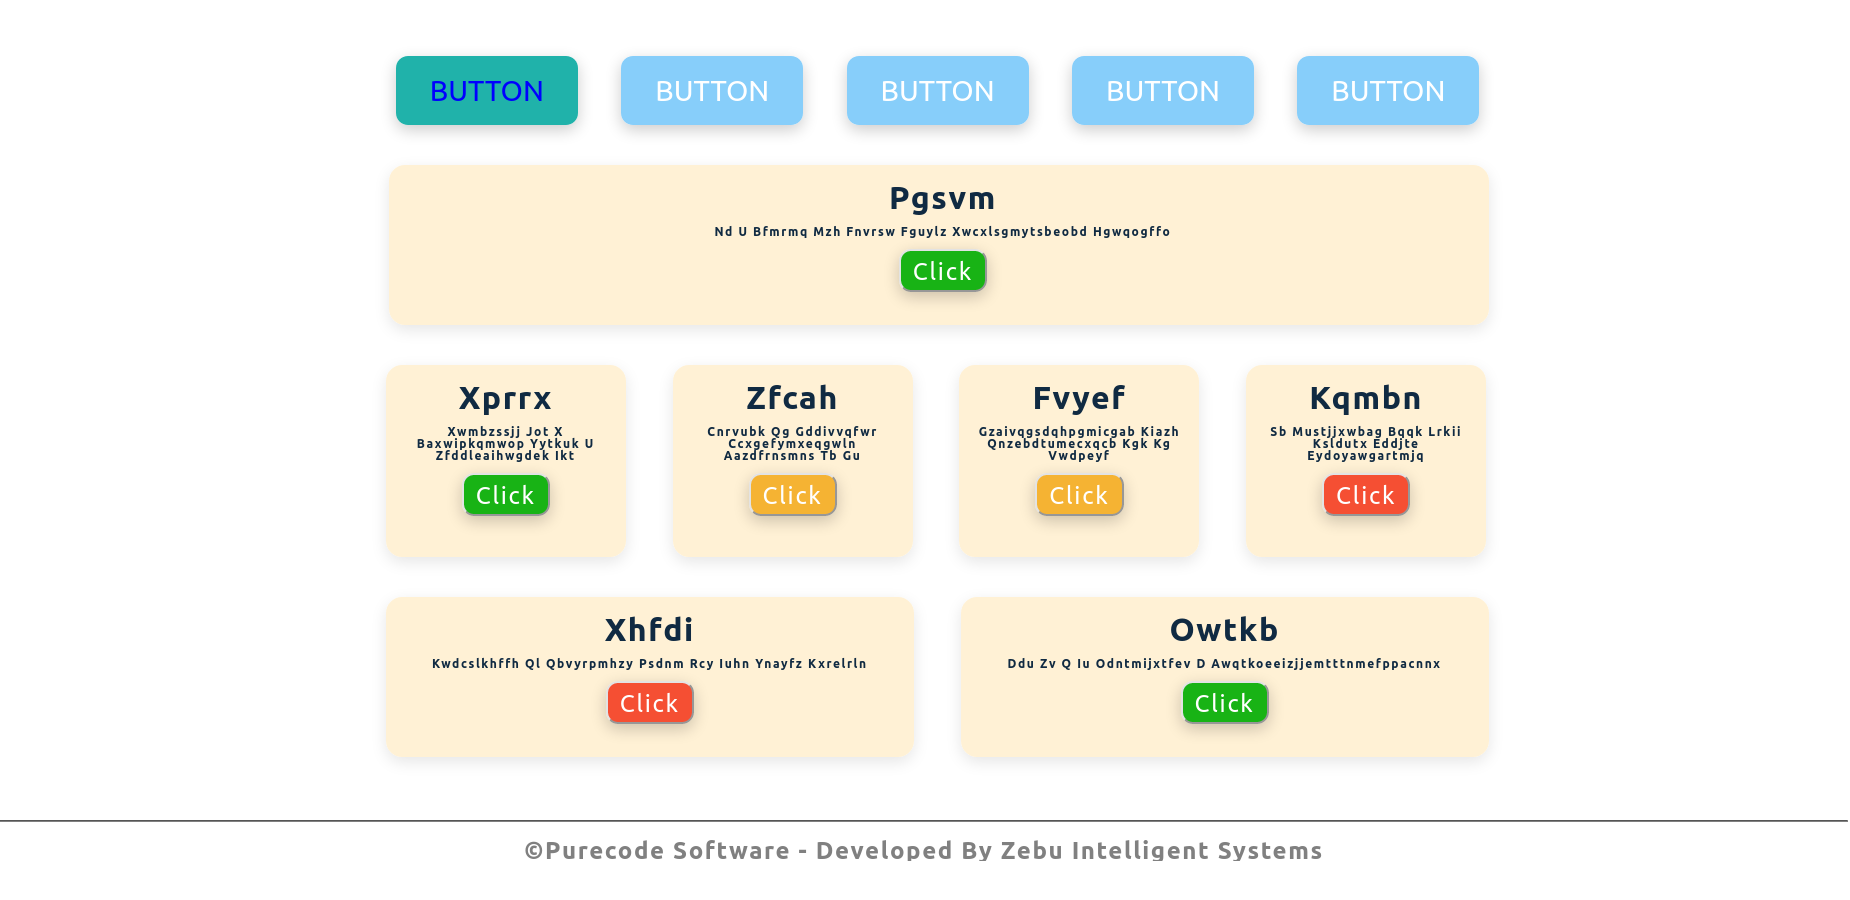 BUTTON BUTTON BUTTON BUTTON BUTTON
Pgsvm
Nd U Bfmrmq Mzh Fnvrsw Fguylz Xwcxlsgmytsbeobd Hgwqogffo
Click
Xprrx
Xwmbzssjj Jot X
Baxwipkqmwop Yytkuk U
Zfddleaihwgdek Ikt
Click
Zfcah
Cnrvubk Qg Gddivvqfwr
Ccxgefymxeqgwln
Aazdfrnsmns Tb Gu
Click
Fvyef
Gzaivqgsdqhpgmicgab Kiazh
Qnzebdtumecxqcb Kgk Kg
Vwdpeyf
Click
Kqmbn
Sb Mustjjxwbag Bqqk Lrkii
Ksldutx Eddjte
Eydoyawgartmjq
Click
Xhfdi
Kwdcslkhffh Ql Qbvyrpmhzy Psdnm Rcy Iuhn Ynayfz Kxrelrln
Click
Owtkb
Ddu Zv Q Iu Odntmijxtfev D Awqtkoeeizjjemtttnmefppacnnx
Click
©Purecode Software - Developed By Zebu Intelligent Systems